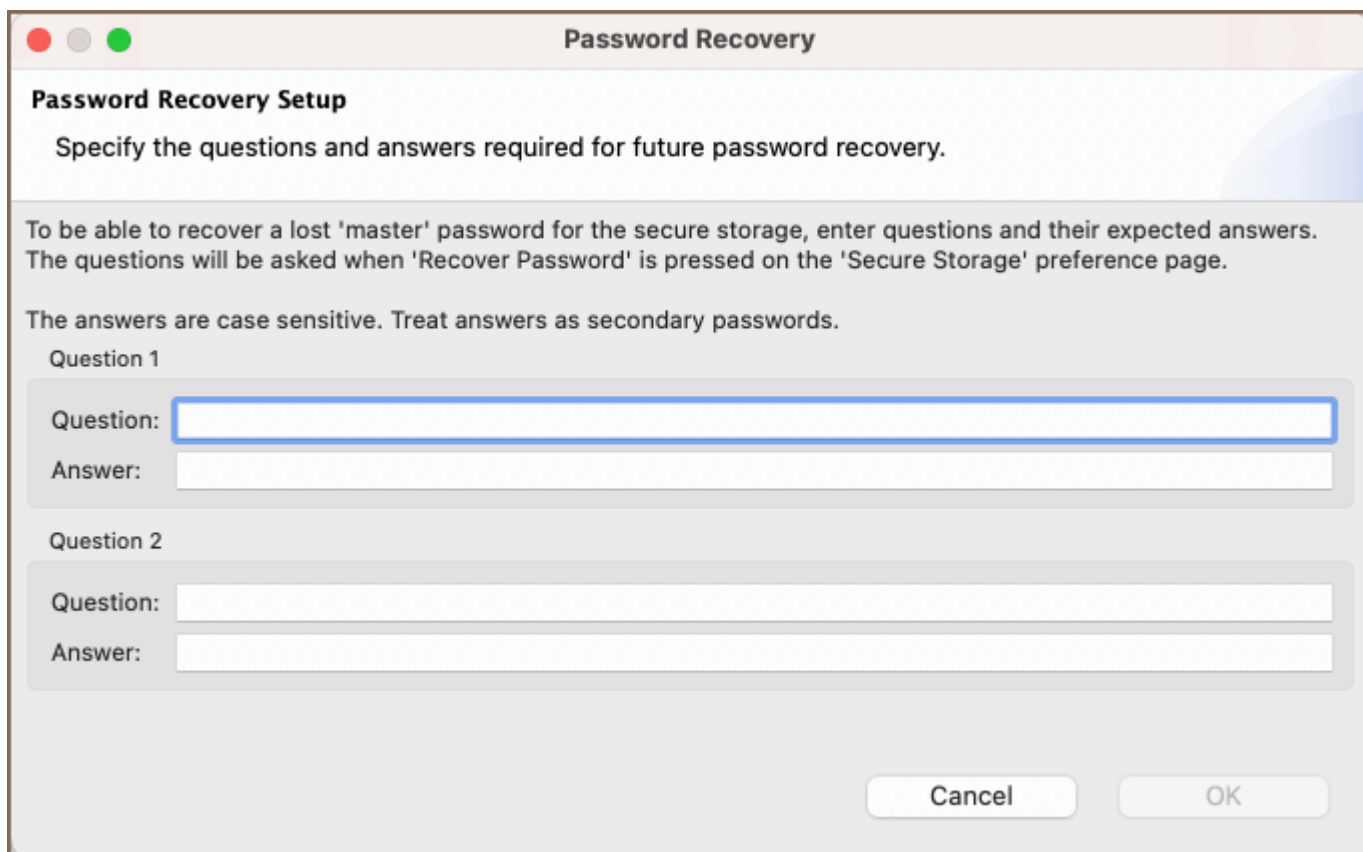 Password Recovery
Password Recovery Setup
Specify the questions and answers required for future password recovery.
To be able to recover a lost 'master' password for the secure storage, enter questions and their expected answers.
The questions will be asked when 'Recover Password' is pressed on the 'Secure Storage' preference page.
The answers are case sensitive. Treat answers as secondary passwords.
Question 1
Question:
Answer:
Question 2
Question:
Answer:
Cancel
OK